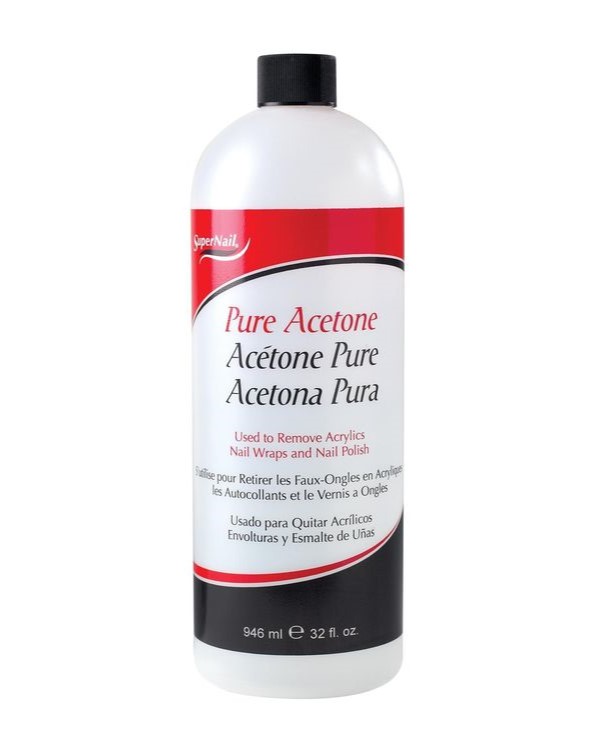 SuperNail
Pure Acetone
Acétone Pure
Acetona Pura
Used to Remove Acrylics
Nail Wraps and Nail Polish
utilise pour Retirer les Faux-Ongles en Acryliques
les Autocollants et le Vernis a Ongles
Usado para Quitar Acrílicos
Envolturas y Esmalte de Uñas
946 ml ℮ 32 fl. oz.